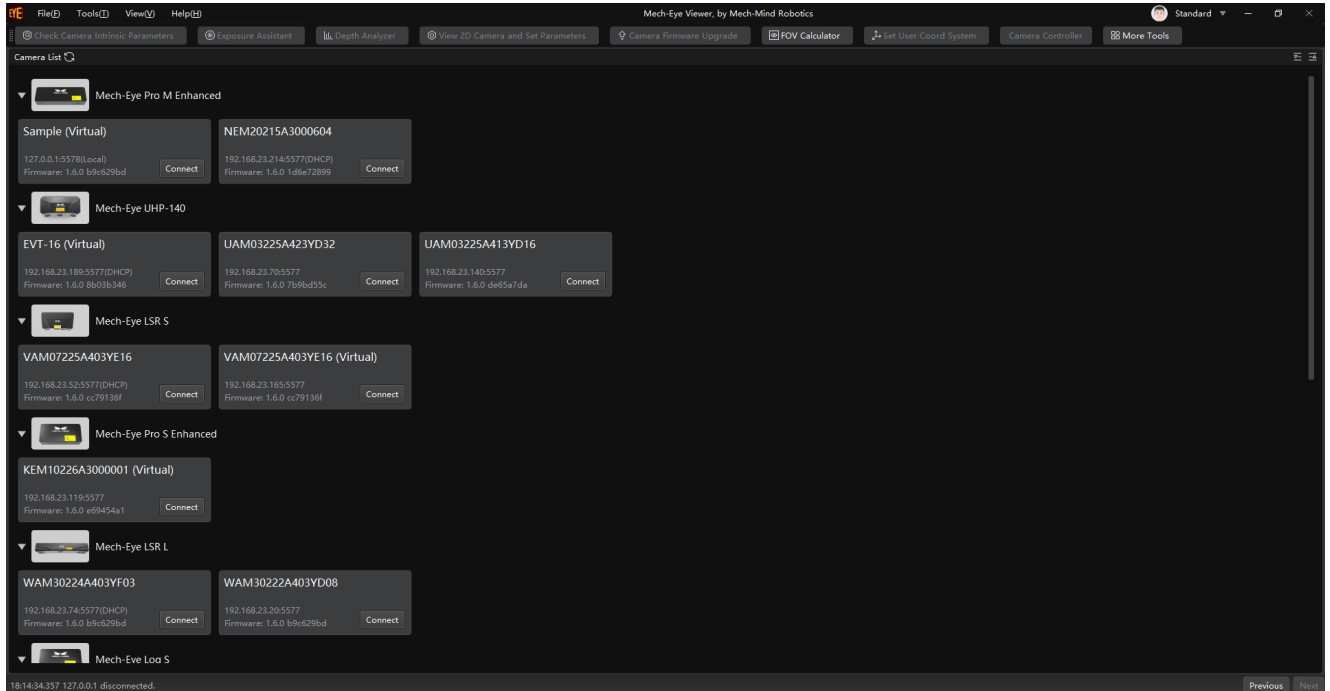 EYE File(F) Tools(T) View(V) Help(H) Mech-Eye Viewer, by Mech-Mind Robotics Standard
Check Camera Intrinsic Parameters Exposure Assistant Depth Analyzer View 2D Camera and Set Parameters Camera Firmware Upgrade FOV Calculator Set User Coord System Camera Controller More Tools
Camera List
Mech-Eye Pro M Enhanced
Sample (Virtual) NEM20215A3000604
127.0.0.1:5578(Local) 192.168.23.214:5577(DHCP)
Firmware: 1.6.0 b9c629bd Connect Firmware: 1.6.0 1d6e72899 Connect
Mech-Eye UHP-140
EVT-16 (Virtual) UAM03225A423YD32 UAM03225A413YD16
192.168.23.189:5577(DHCP) 192.168.23.70:5577 192.168.23.140:5577
Firmware: 1.6.0 8b03b346 Connect Firmware: 1.6.0 7b9bd55c Connect Firmware: 1.6.0 de65a7da Connect
Mech-Eye LSR S
VAM07225A403YE16 VAM07225A403YE16 (Virtual)
192.168.23.52:5577(DHCP) 192.168.23.165:5577
Firmware: 1.6.0 cc79136f Connect Firmware: 1.6.0 cc79136f Connect
Mech-Eye Pro S Enhanced
KEM10226A3000001 (Virtual)
192.168.23.119:5577
Firmware: 1.6.0 e69454a1 Connect
Mech-Eye LSR L
WAM30224A403YF03 WAM30222A403YD08
192.168.23.74:5577(DHCP) 192.168.23.20:5577
Firmware: 1.6.0 b9c629bd Connect Firmware: 1.6.0 b9c629bd Connect
Mech-Eye Log S
18:14:34.357 127.0.0.1 disconnected. Previous Next